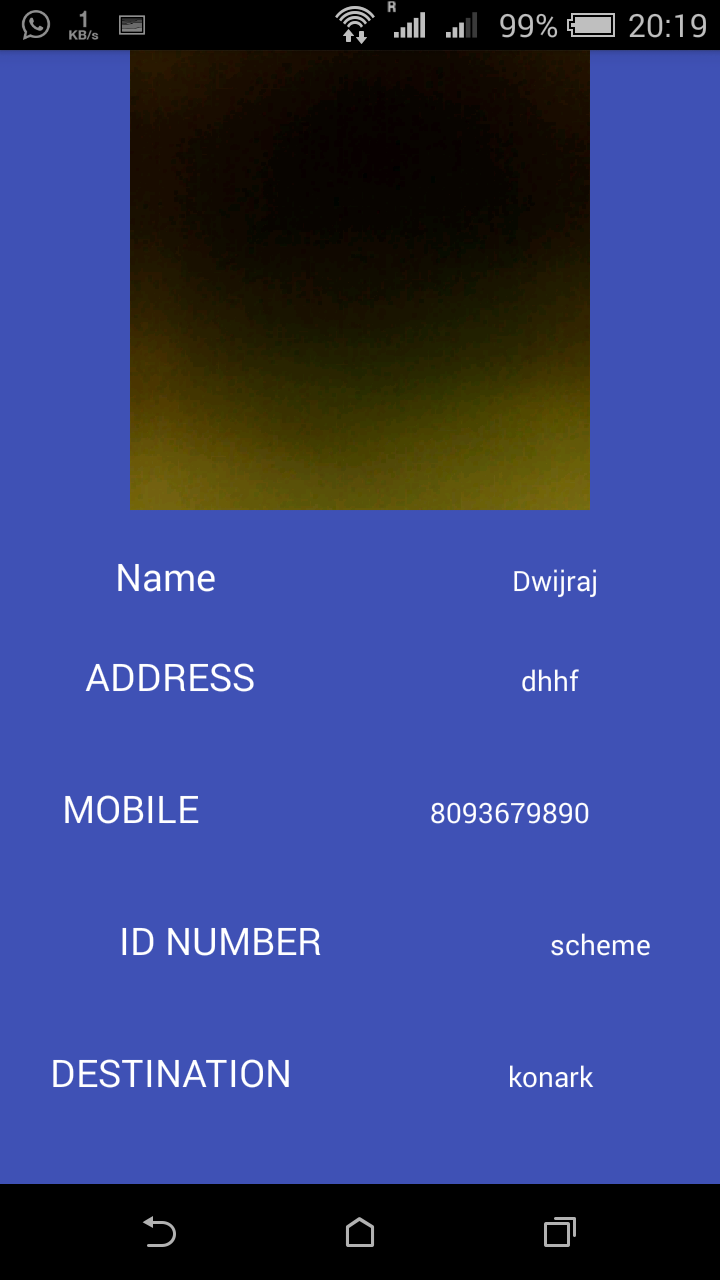 1 KB/s R 99% 20:19
Name Dwijraj
ADDRESS dhhf
MOBILE 8093679890
ID NUMBER scheme
DESTINATION konark